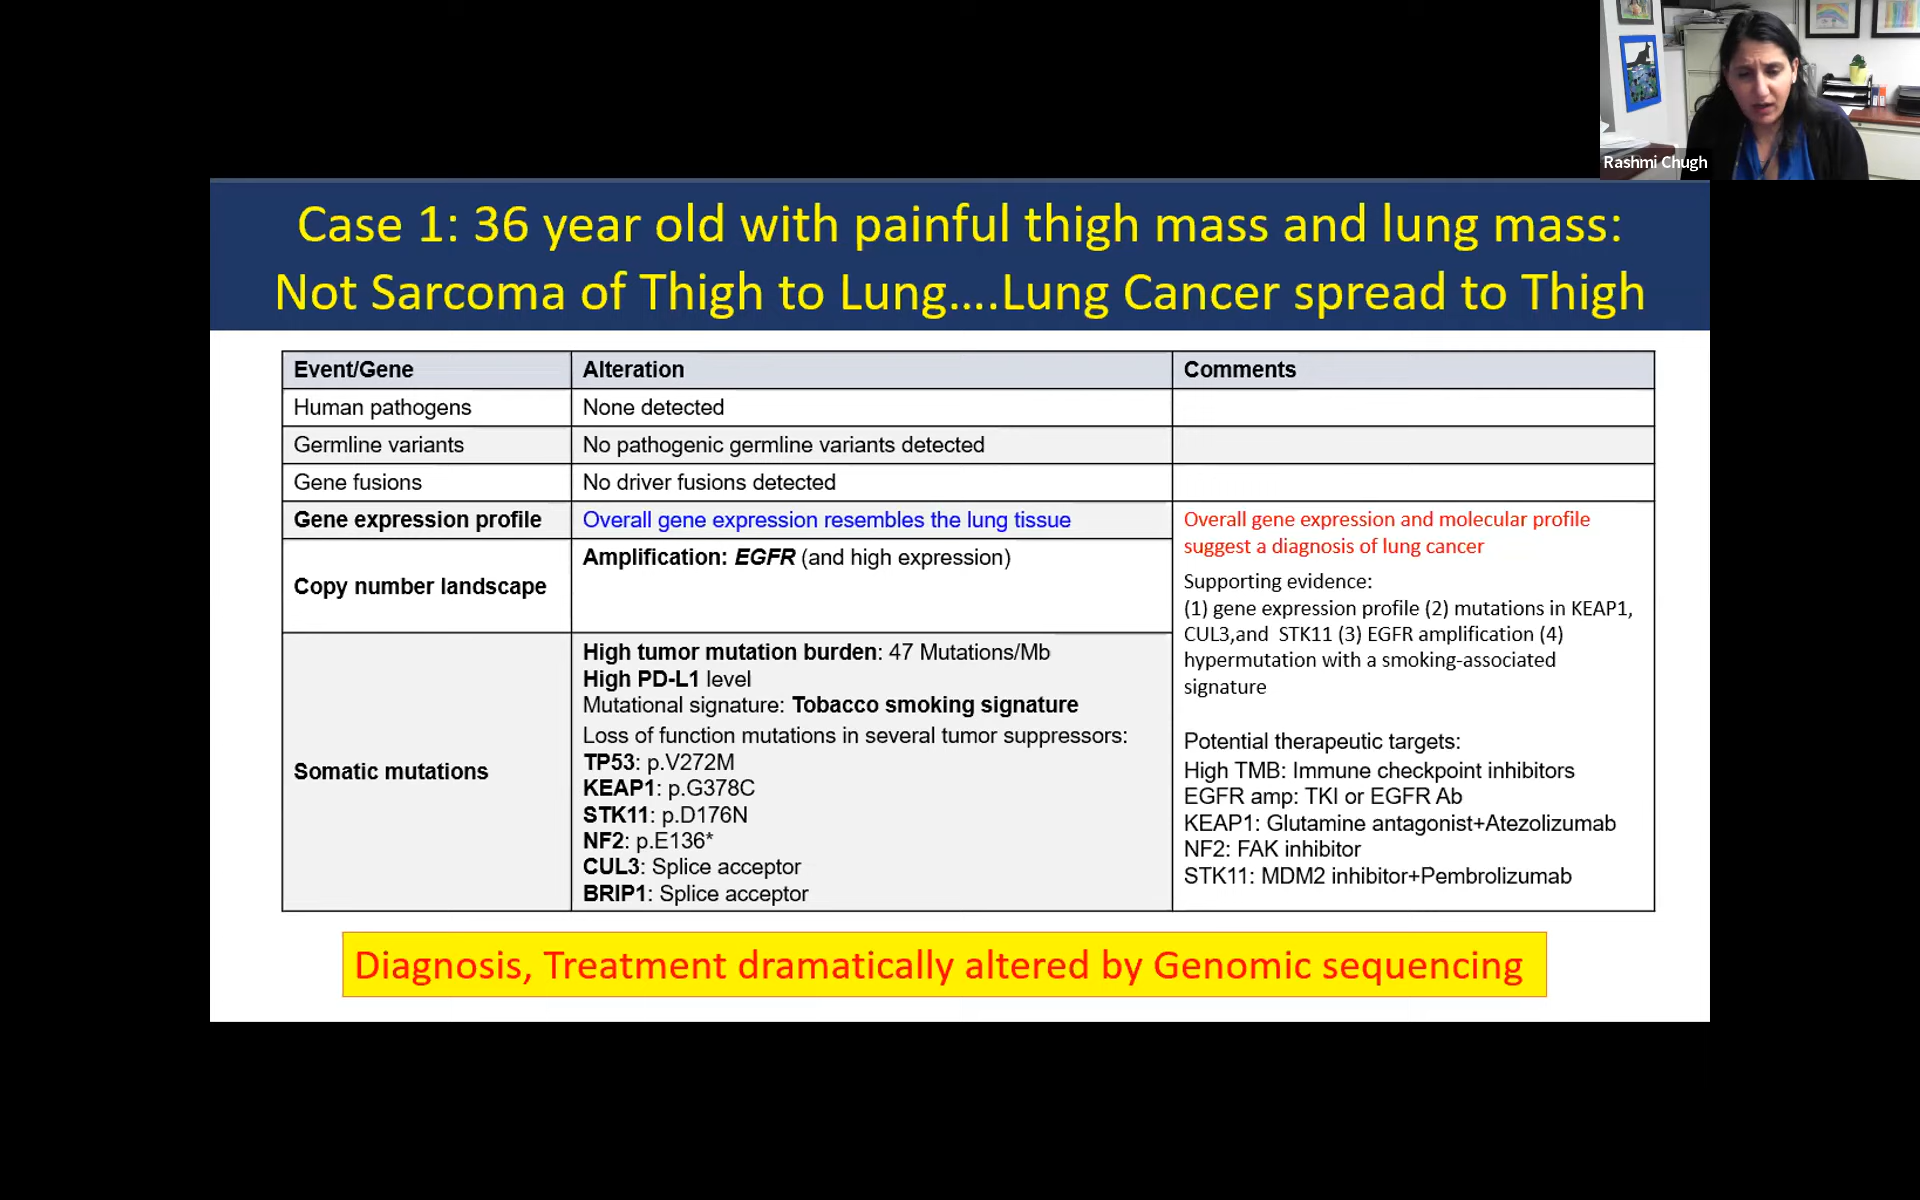 Rashmi Chugh
Case 1: 36 year old with painful thigh mass and lung mass:
Not Sarcoma of Thigh to Lung....Lung Cancer spread to Thigh
Event/Gene
Alteration
Comments
Human pathogens
None detected
Germline variants
No pathogenic germline variants detected
Gene fusions
No driver fusions detected
Gene expression profile
Overall gene expression resembles the lung tissue
Copy number landscape
Amplification: EGFR (and high expression)
Somatic mutations
High tumor mutation burden: 47 Mutations/Mb
High PD-L1 level
Mutational signature: Tobacco smoking signature
Loss of function mutations in several tumor suppressors:
TP53: p.V272M
KEAP1: p.G378C
STK11: p.D176N
NF2: p.E136*
CUL3: Splice acceptor
BRIP1: Splice acceptor
Overall gene expression and molecular profile
suggest a diagnosis of lung cancer
Supporting evidence:
(1) gene expression profile (2) mutations in KEAP1,
CUL3,and STK11 (3) EGFR amplification (4)
hypermutation with a smoking-associated
signature
Potential therapeutic targets:
High TMB: Immune checkpoint inhibitors
EGFR amp: TKI or EGFR Ab
KEAP1: Glutamine antagonist+Atezolizumab
NF2: FAK inhibitor
STK11: MDM2 inhibitor+Pembrolizumab
Diagnosis, Treatment dramatically altered by Genomic sequencing